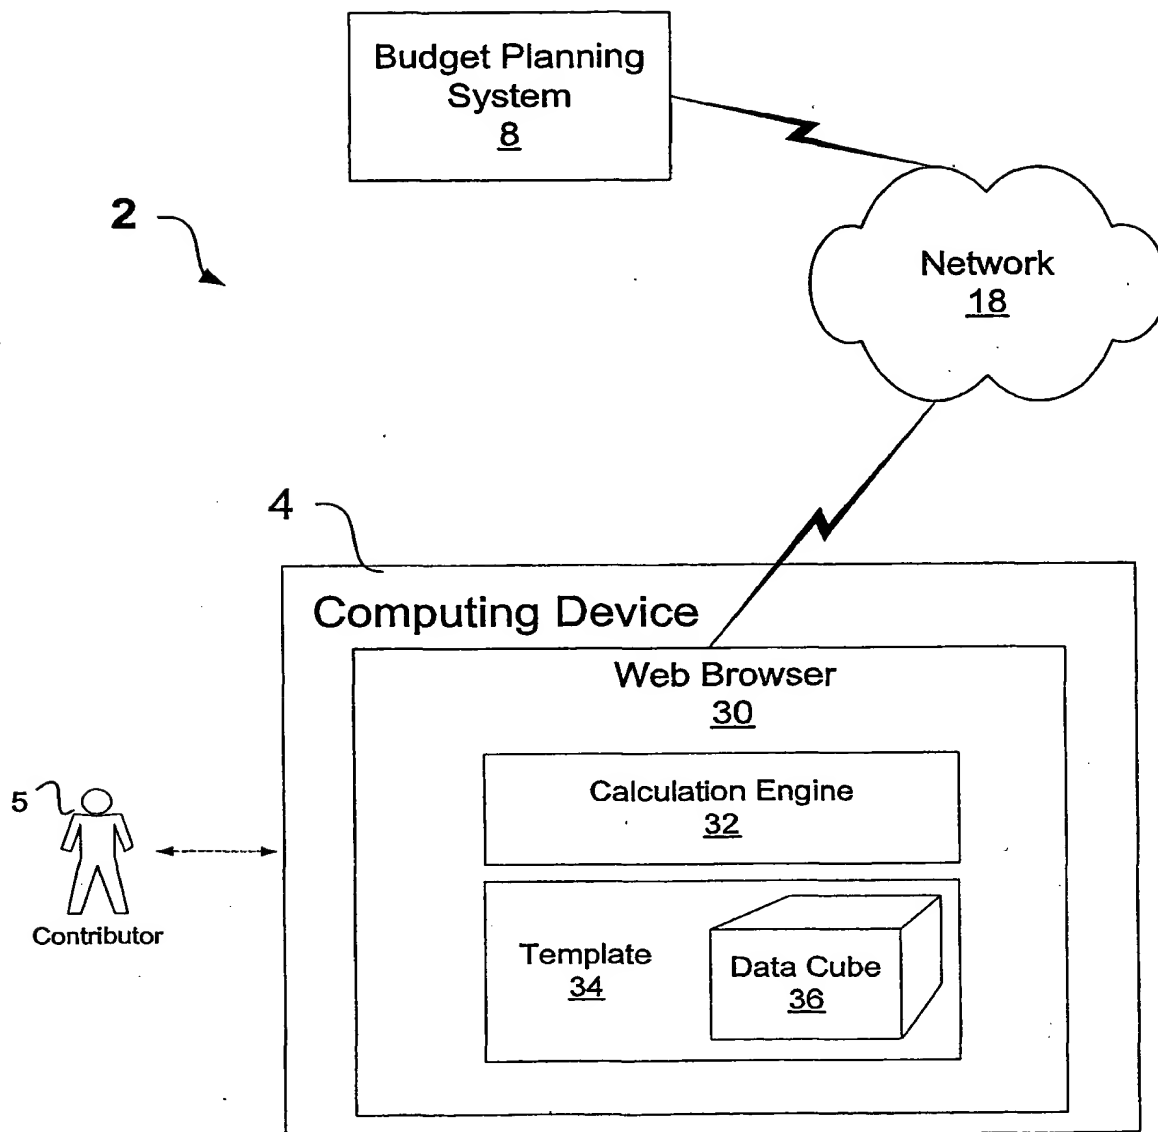 Budget Planning
System
8
2
Network
18
4
Computing Device
Web Browser
30
Calculation Engine
32
5
Contributor
Template
34
Data Cube
36